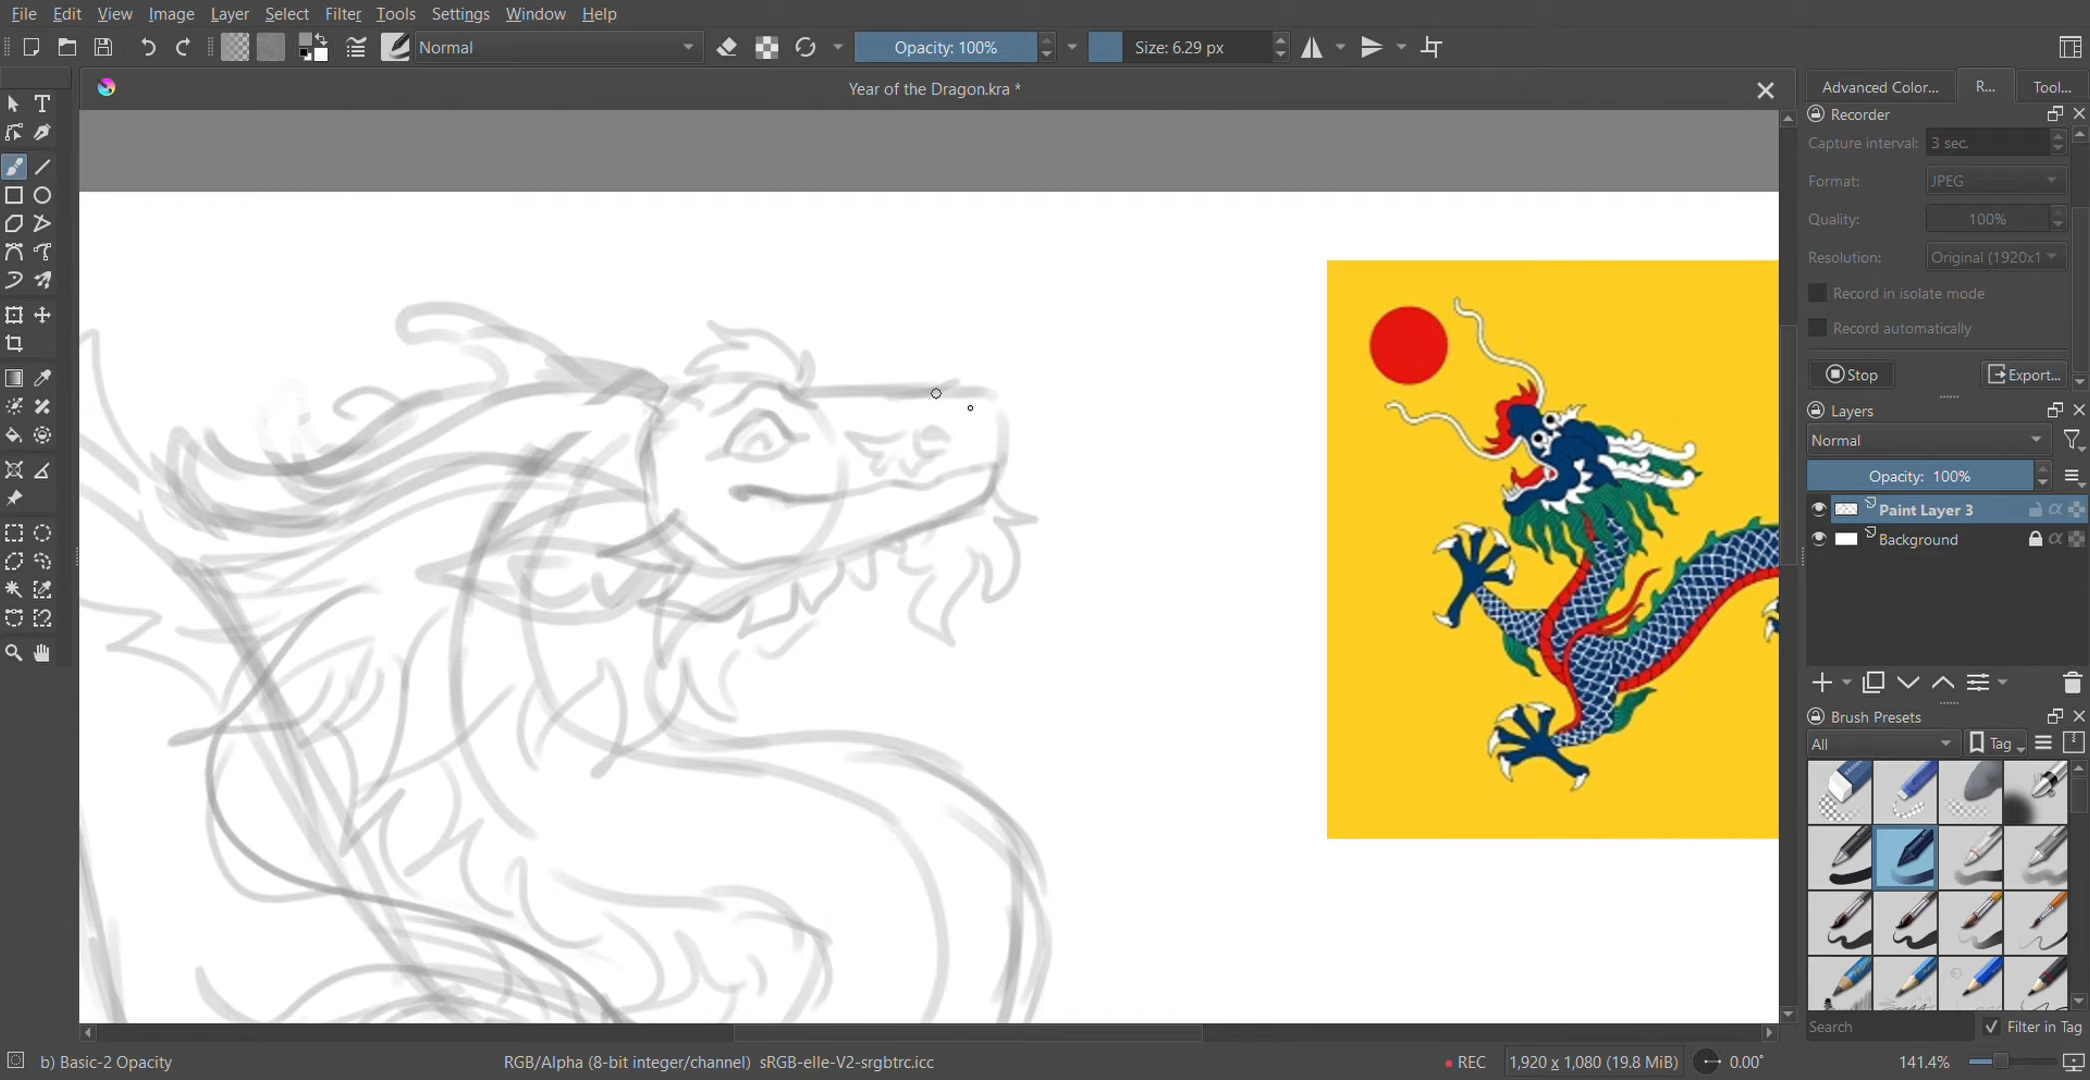 File Edit View Image Layer Select Filter Tools Settings Window Help
Normal
Opacity: 100%
Size: 6.29 px
Year of the Dragon.kra *
Advanced Color...
R...
Tool...
Recorder
Capture interval: 3 sec.
Format: JPEG
Quality: 100%
Resolution: Original (1920x1
Record in isolate mode
Record automatically
Stop
Export...
Layers
Normal
Opacity: 100%
Paint Layer 3
Background
Brush Presets
All
Tag
Search
Filter in Tag
b) Basic-2 Opacity
RGB/Alpha (8-bit integer/channel) sRGB-elle-V2-srgbtrc.icc
REC
1,920 x 1,080 (19.8 MiB)
0.00°
141.4%